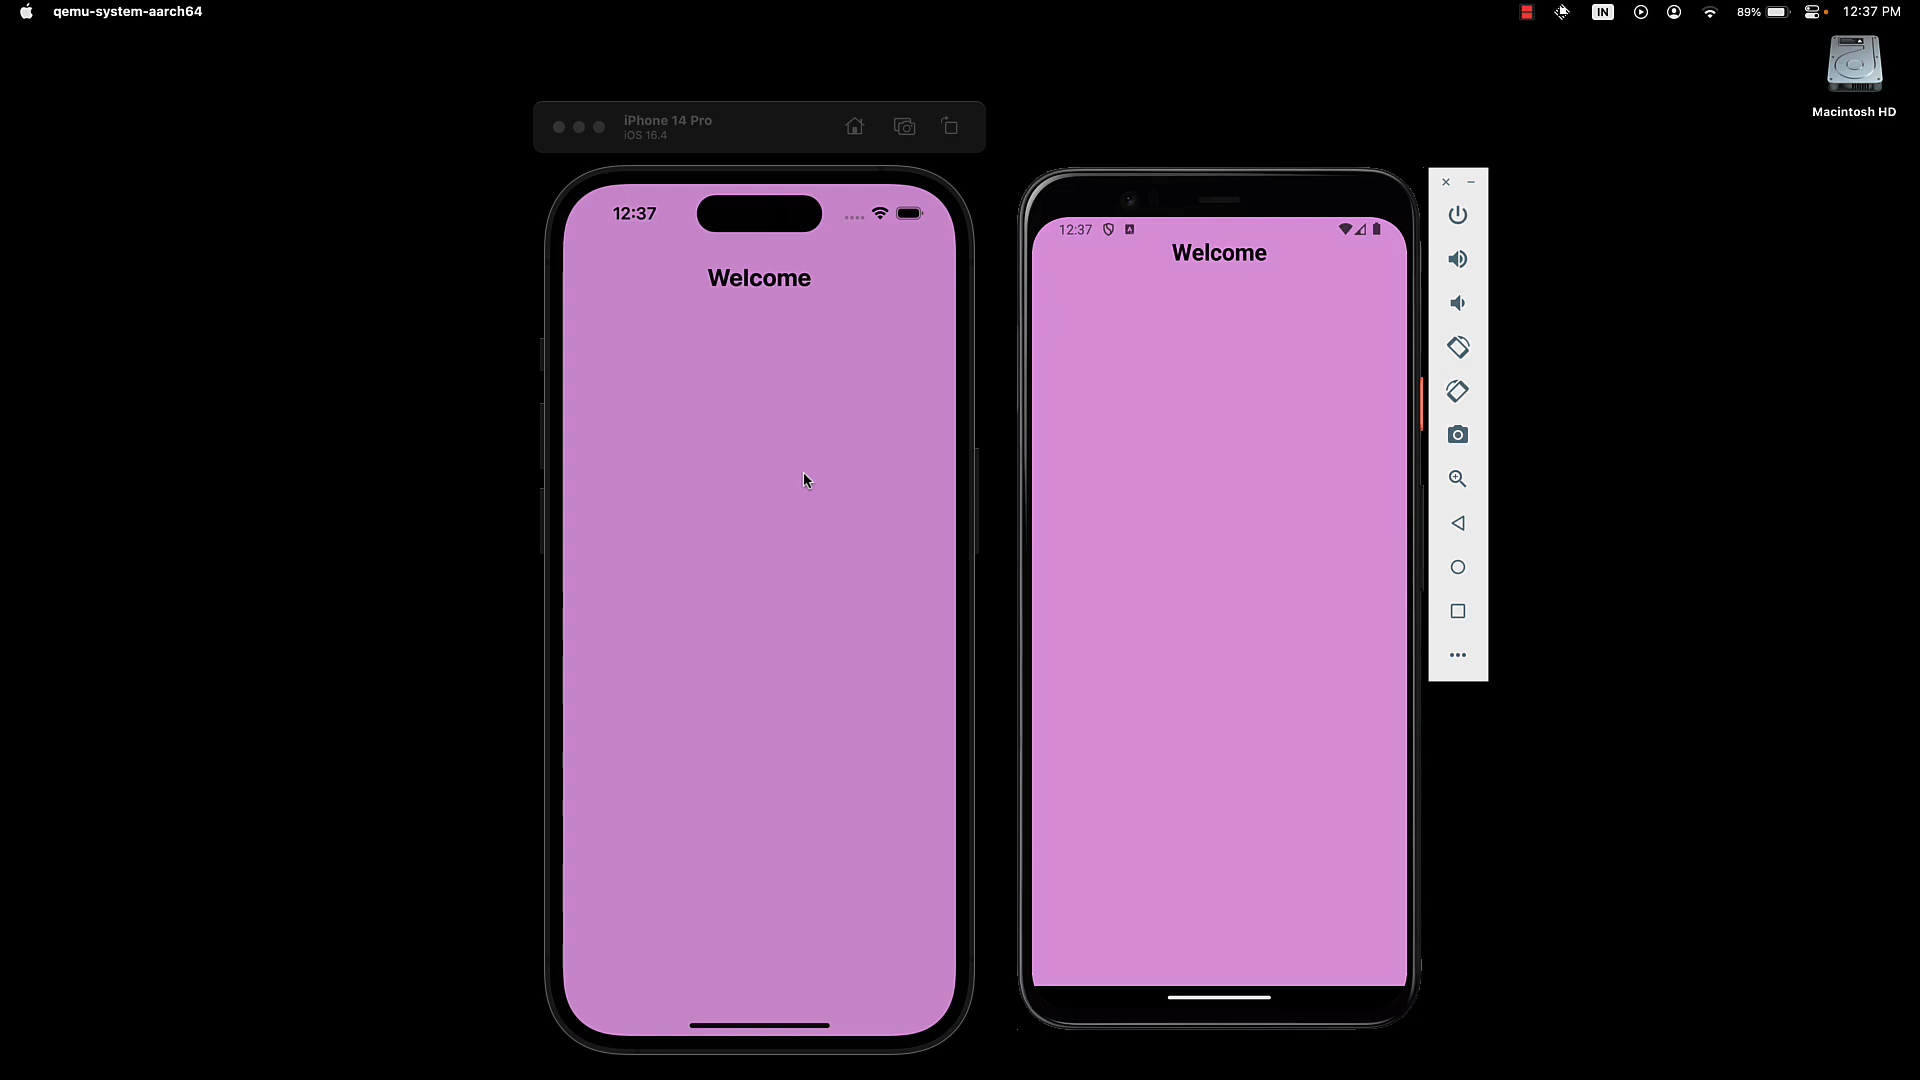 qemu-system-aarch64
IN
89%
12:37 PM
Macintosh HD
iPhone 14 Pro
iOS 16.4
12:37
Welcome
12:37
Welcome